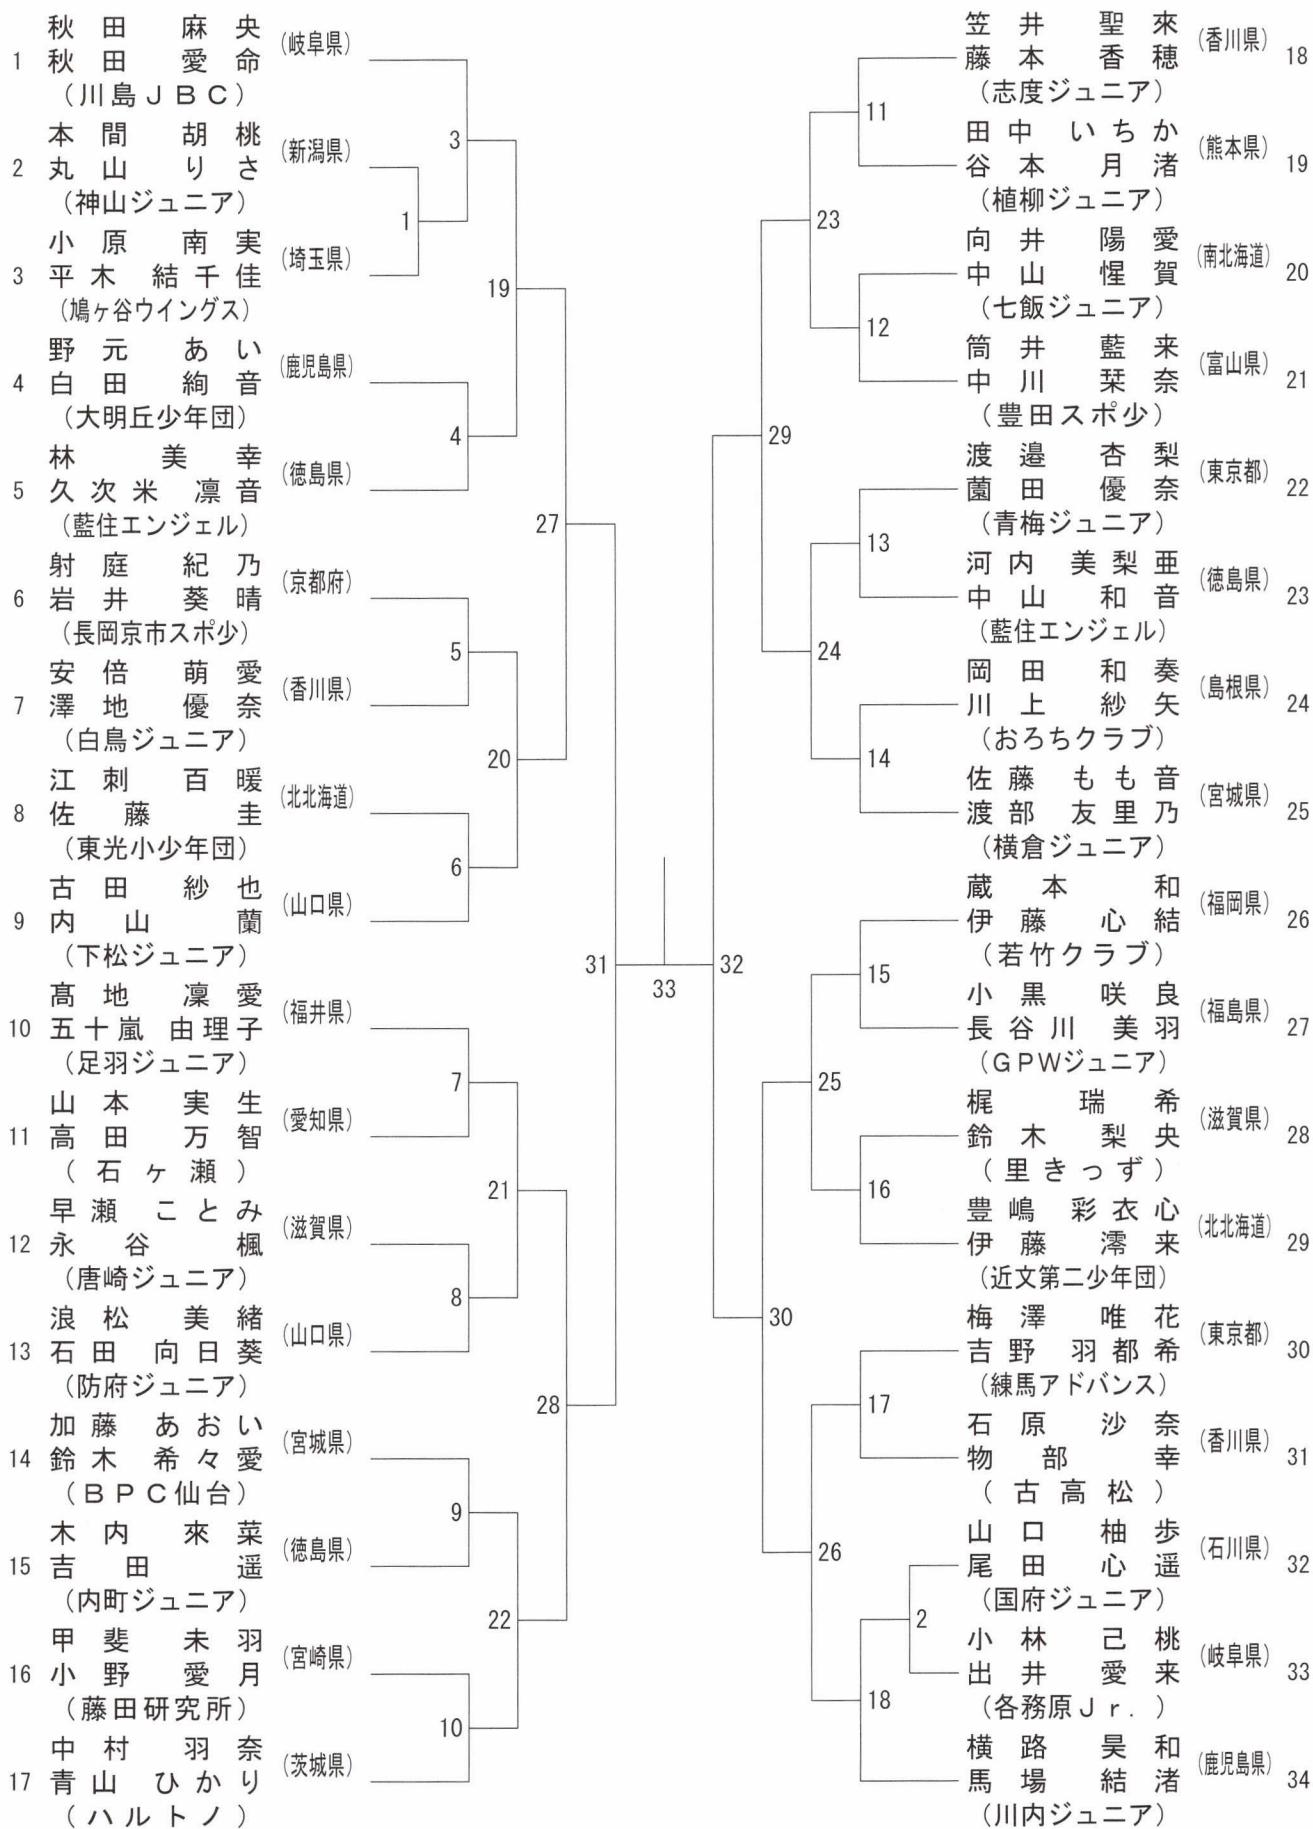 秋田 麻央 (岐阜県)
1 秋田 愛命
(川島JBC)
本間 胡桃 (新潟県)
2 丸山 りさ
(神山ジュニア)
小原 南実 (埼玉県)
3 平木 結千佳
(鳩ヶ谷ウイングス)
野元 あい (鹿児島県)
4 白田 絢音
(大明丘少年団)
林 美幸 (徳島県)
5 久次米 凛音
(藍住エンジェル)
射庭 紀乃 (京都府)
6 岩井 葵晴
(長岡京市スポ少)
安倍 萌愛 (香川県)
7 澤地 優奈
(白鳥ジュニア)
江刺 百暖 (北北海道)
8 佐藤 圭
(東光小少年団)
古田 紗也 (山口県)
9 内山 蘭
(下松ジュニア)
髙地 凜愛 (福井県)
10 五十嵐 由理子
(足羽ジュニア)
山本 実生 (愛知県)
11 高田 万智
(石ヶ瀬)
早瀬 ことみ (滋賀県)
12 永谷 楓
(唐崎ジュニア)
浪松 美緒 (山口県)
13 石田 向日葵
(防府ジュニア)
加藤 あおい (宮城県)
14 鈴木 希々愛
(BPC仙台)
木内 來菜 (徳島県)
15 吉田 遥
(内町ジュニア)
甲斐 未羽 (宮崎県)
16 小野 愛月
(藤田研究所)
中村 羽奈 (茨城県)
17 青山 ひかり
(ハルトノ)
3
1
19
4
27
5
20
6
31
7
21
8
28
9
22
10
33
32
11
23
12
29
13
24
14
15
25
16
30
17
26
2
18
笠井 聖來 (香川県)
藤本 香穂 18
(志度ジュニア)
田中 いちか (熊本県)
谷本 月渚 19
(植柳ジュニア)
向井 陽愛 (南北海道)
中山 惺賀 20
(七飯ジュニア)
筒井 藍来 (富山県)
中川 栞奈 21
(豊田スポ少)
渡邉 杏梨 (東京都)
薗田 優奈 22
(青梅ジュニア)
河内 美梨亜 (徳島県)
中山 和音 23
(藍住エンジェル)
岡田 和奏 (島根県)
川上 紗矢 24
(おろちクラブ)
佐藤 もも音 (宮城県)
渡部 友里乃 25
(横倉ジュニア)
蔵本 和 (福岡県)
伊藤 心結 26
(若竹クラブ)
小黒 咲良 (福島県)
長谷川 美羽 27
(GPWジュニア)
梶 瑞希 (滋賀県)
鈴木 梨央 28
(里きっず)
豊嶋 彩衣心 (北北海道)
伊藤 澪来 29
(近文第二少年団)
梅澤 唯花 (東京都)
吉野 羽都希 30
(練馬アドバンス)
石原 沙奈 (香川県)
物部 幸 31
(古高松)
山口 柚歩 (石川県)
尾田 心遥 32
(国府ジュニア)
小林 己桃 (岐阜県)
出井 愛来 33
(各務原Jr.)
横路 昊和 (鹿児島県)
馬場 結渚 34
(川内ジュニア)